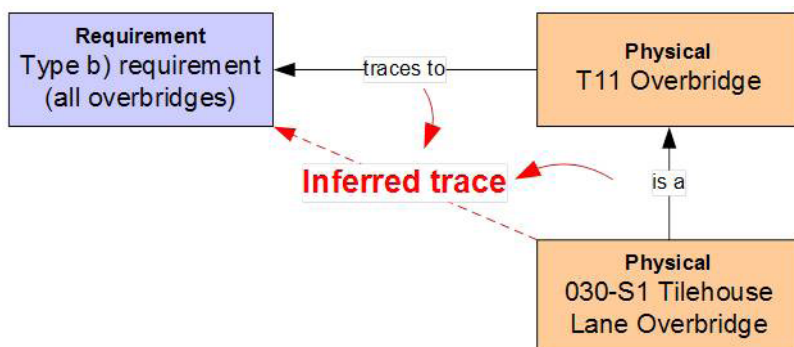 Requirement
Type b) requirement
(all overbridges)
traces to
Physical
T11 Overbridge
Inferred trace
is a
Physical
030-S1 Tilehouse
Lane Overbridge